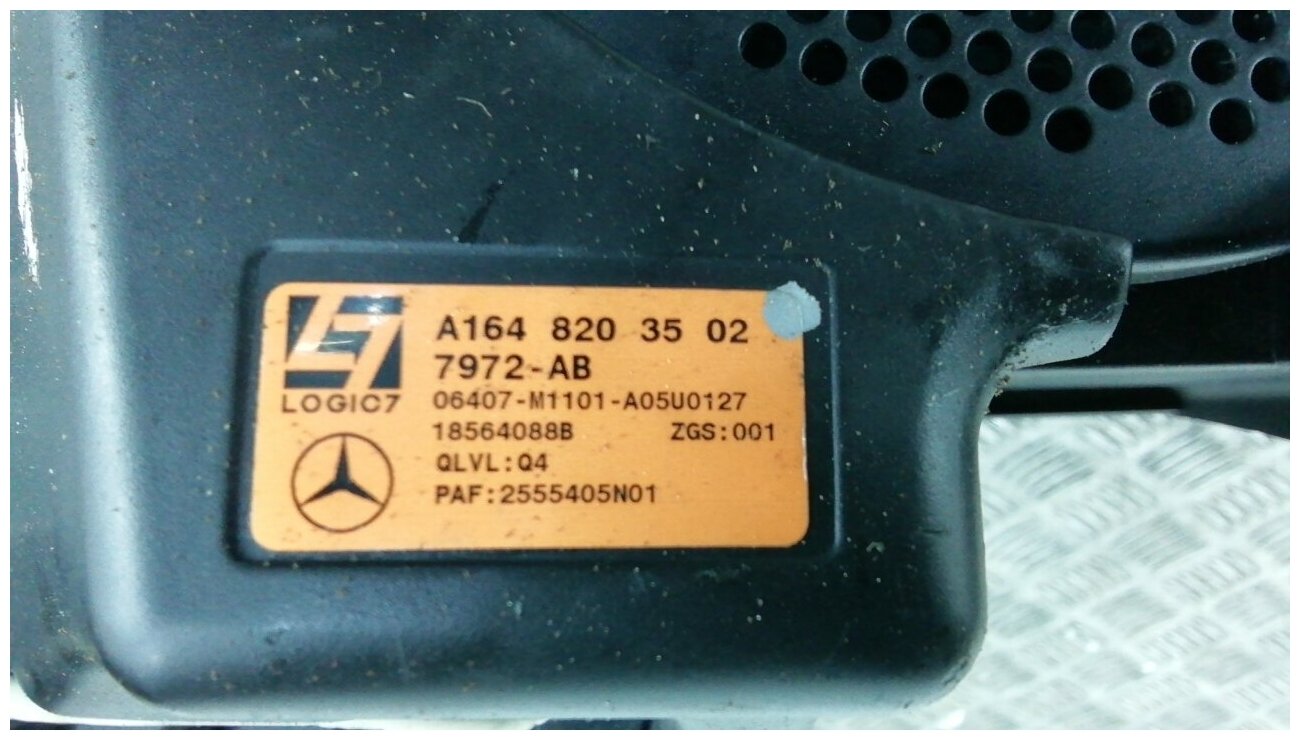 A164 820 35 02
7972-AB
LOGIC7
06407-M1101-A05U0127
18564088B ZGS:001
QLVL:Q4
PAF:2555405N01